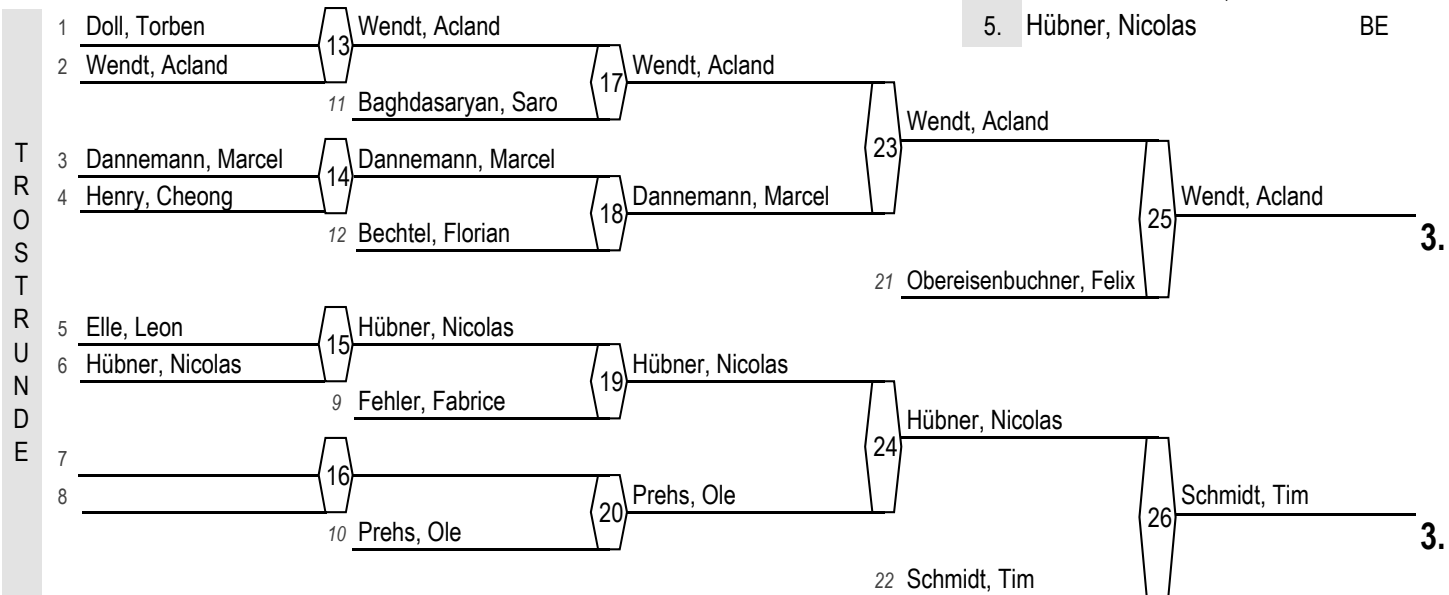 1 Doll, Torben
13
Wendt, Acland
5. Hübner, Nicolas BE
2 Wendt, Acland
17
Wendt, Acland
11 Baghdasaryan, Saro
Wendt, Acland
23
3 Dannemann, Marcel
14
Dannemann, Marcel
4 Henry, Cheong
18
Dannemann, Marcel
Wendt, Acland
25
3.
12 Bechtel, Florian
21 Obereisenbuchner, Felix
TROSTRUNDE
5 Elle, Leon
15
Hübner, Nicolas
6 Hübner, Nicolas
19
Hübner, Nicolas
9 Fehler, Fabrice
Hübner, Nicolas
24
7
16
8
20
Prehs, Ole
Schmidt, Tim
26
3.
10 Prehs, Ole
22 Schmidt, Tim